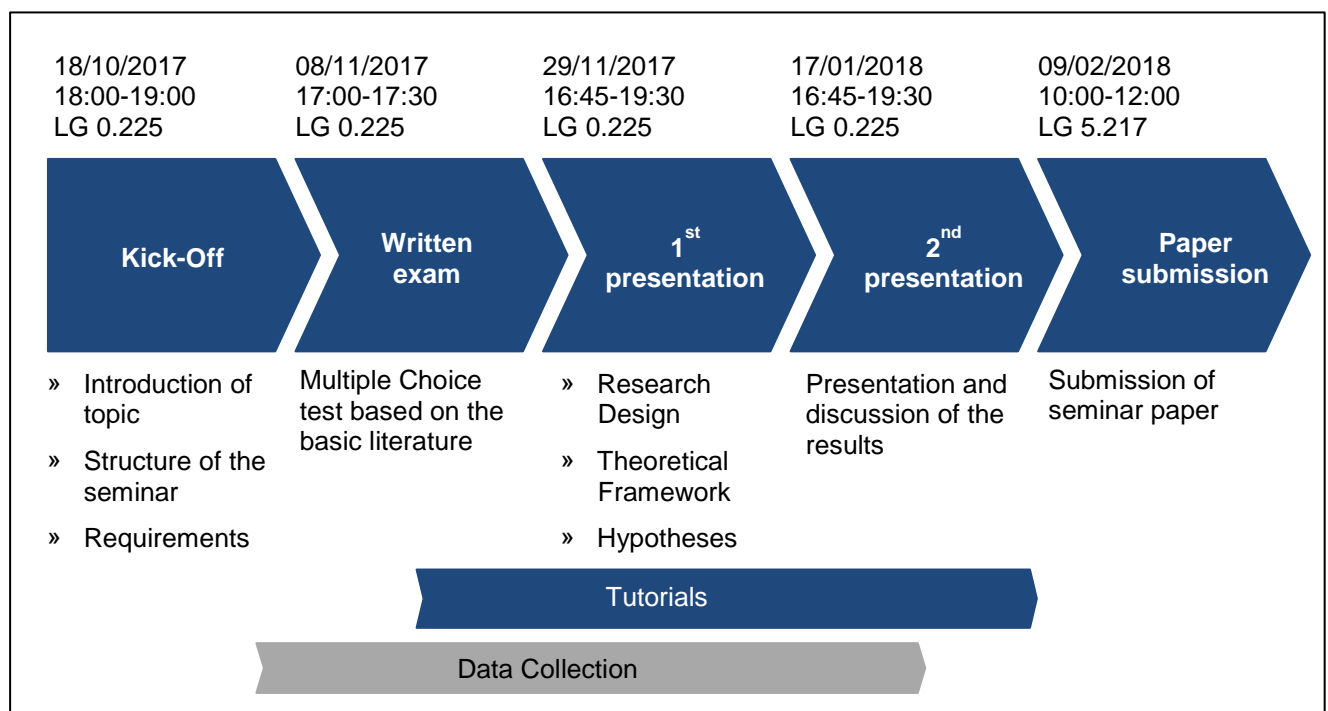 18/10/2017
18:00-19:00
LG 0.225
08/11/2017
17:00-17:30
LG 0.225
29/11/2017
16:45-19:30
LG 0.225
17/01/2018
16:45-19:30
LG 0.225
09/02/2018
10:00-12:00
LG 5.217
Kick-Off
Written
exam
1st
presentation
2nd
presentation
Paper
submission
» Introduction of
topic
» Structure of the
seminar
» Requirements
Multiple Choice
test based on the
basic literature
» Research
Design
» Theoretical
Framework
» Hypotheses
Presentation and
discussion of the
results
Submission of
seminar paper
Tutorials
Data Collection